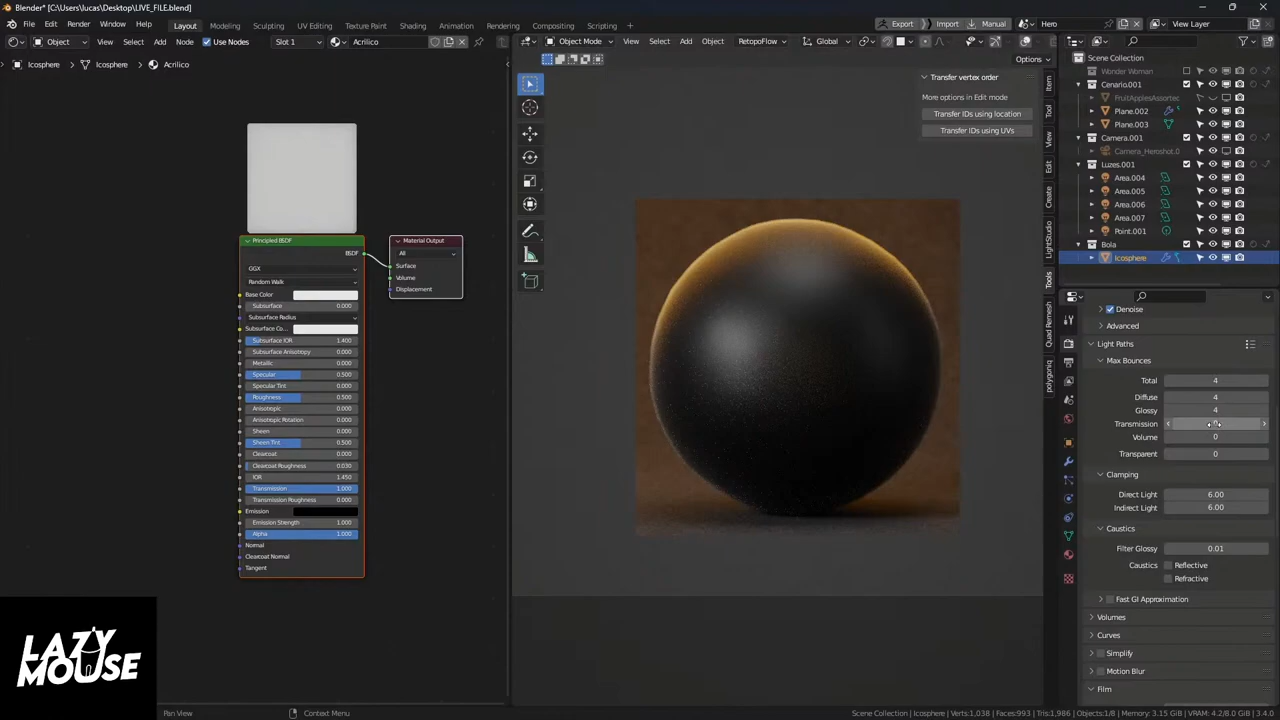 Blender* [C:\Users\lucas\Desktop\LIVE_FILE.blend]
File Edit Render Window Help Layout Modeling Sculpting UV Editing Texture Paint Shading Animation Rendering Compositing Scripting Export Import Manual Hero View Layer
Object View Select Add Node Use Nodes Slot 1 Acrilico Object Mode View Select Add Object RetopoFlow Global
Icosphere Icosphere Acrilico
Options
Transfer vertex order
More options in Edit mode
Transfer IDs using location
Transfer IDs using UVs
Item
Tool
View
Edit
Create
LightStudio
Tools
Quad Remesh
polygoniq
Scene Collection
Wonder Women
Cenario.001
FruitApplesAssortec
Plane.002
Plane.003
Camera.001
Camera_Heroshot.0
Luzes.001
Area.004
Area.005
Area.006
Area.007
Point.001
Bola
Icosphere
Principled BSDF
BSDF
GGX
Random Walk
Base Color
Subsurface 0.000
Subsurface Radius
Subsurface Co...
Subsurface IOR 1.400
Subsurface Anisotropy 0.000
Metallic 0.000
Specular 0.500
Specular Tint 0.000
Roughness 0.500
Anisotropic 0.000
Anisotropic Rotation 0.000
Sheen 0.000
Sheen Tint 0.500
Clearcoat 0.000
Clearcoat Roughness 0.030
IOR 1.450
Transmission 1.000
Transmission Roughness 0.000
Emission
Emission Strength 1.000
Alpha 1.000
Normal
Clearcoat Normal
Tangent
Material Output
All
Surface
Volume
Displacement
Denoise
Advanced
Light Paths
Max Bounces
Total 4
Diffuse 4
Glossy 4
Transmission
Volume 0
Transparent 0
Clamping
Direct Light 6.00
Indirect Light 6.00
Caustics
Filter Glossy 0.01
Caustics Reflective
Refractive
Fast GI Approximation
Volumes
Curves
Simplify
Motion Blur
Film
LAZY
MOUSE
Pan View Context Menu Scene Collection | Icosphere | Verts:1,038 | Faces:993 | Tris:1,986 | Objects:1/8 | Memory: 3.15 GiB | VRAM: 4.2/8.0 GiB | 3.4.0